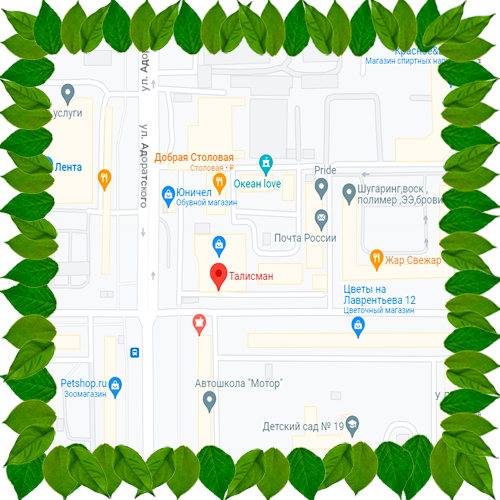 Красное&
Магазин спиртных нап
ул. Адо
услуги
ул. Адоратского
Добрая Столовая
Столовая • ₽
Лента
Океан love
Pride
Юничел
Обувной магазин
Шугаринг,воск ,
полимер ,ЭЭ,брови
Почта России
Жар Свежар
Талисман
Цветы на
Лаврентьева 12
Цветочный магазин
Petshop.ru
Зоомагазин
Автошкола "Мотор"
Детский сад № 19